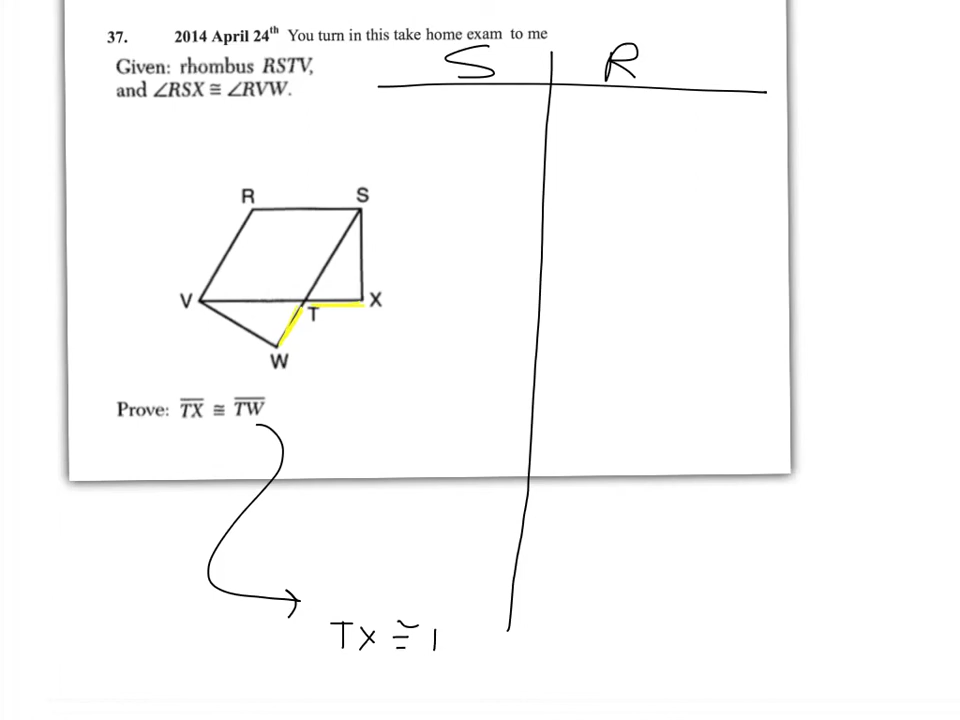 37. 2014 April 24th You turn in this take home exam to me
Given: rhombus RSTV,
and ∠RSX ≅ ∠RVW.
S R
R S
V T X
W
Prove: TX ≅ TW
TX ≅ 1